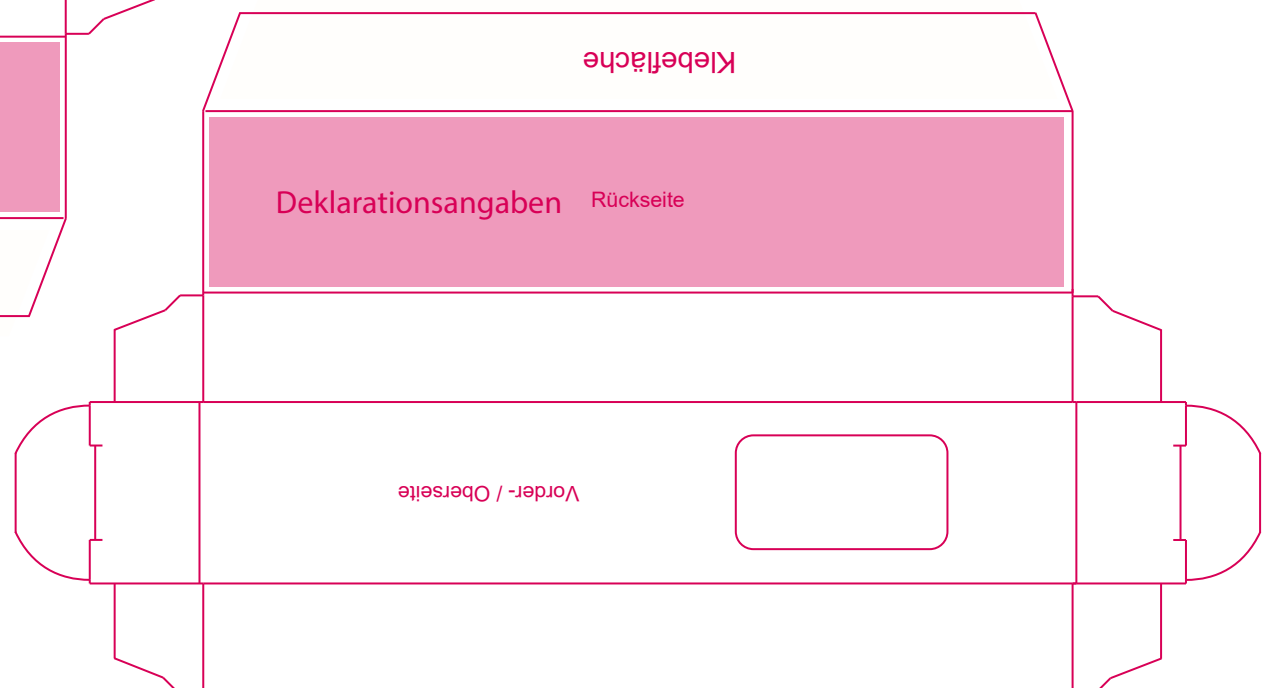 Klebefläche
Deklarationsangaben Rückseite
Vorder- / Oberseite